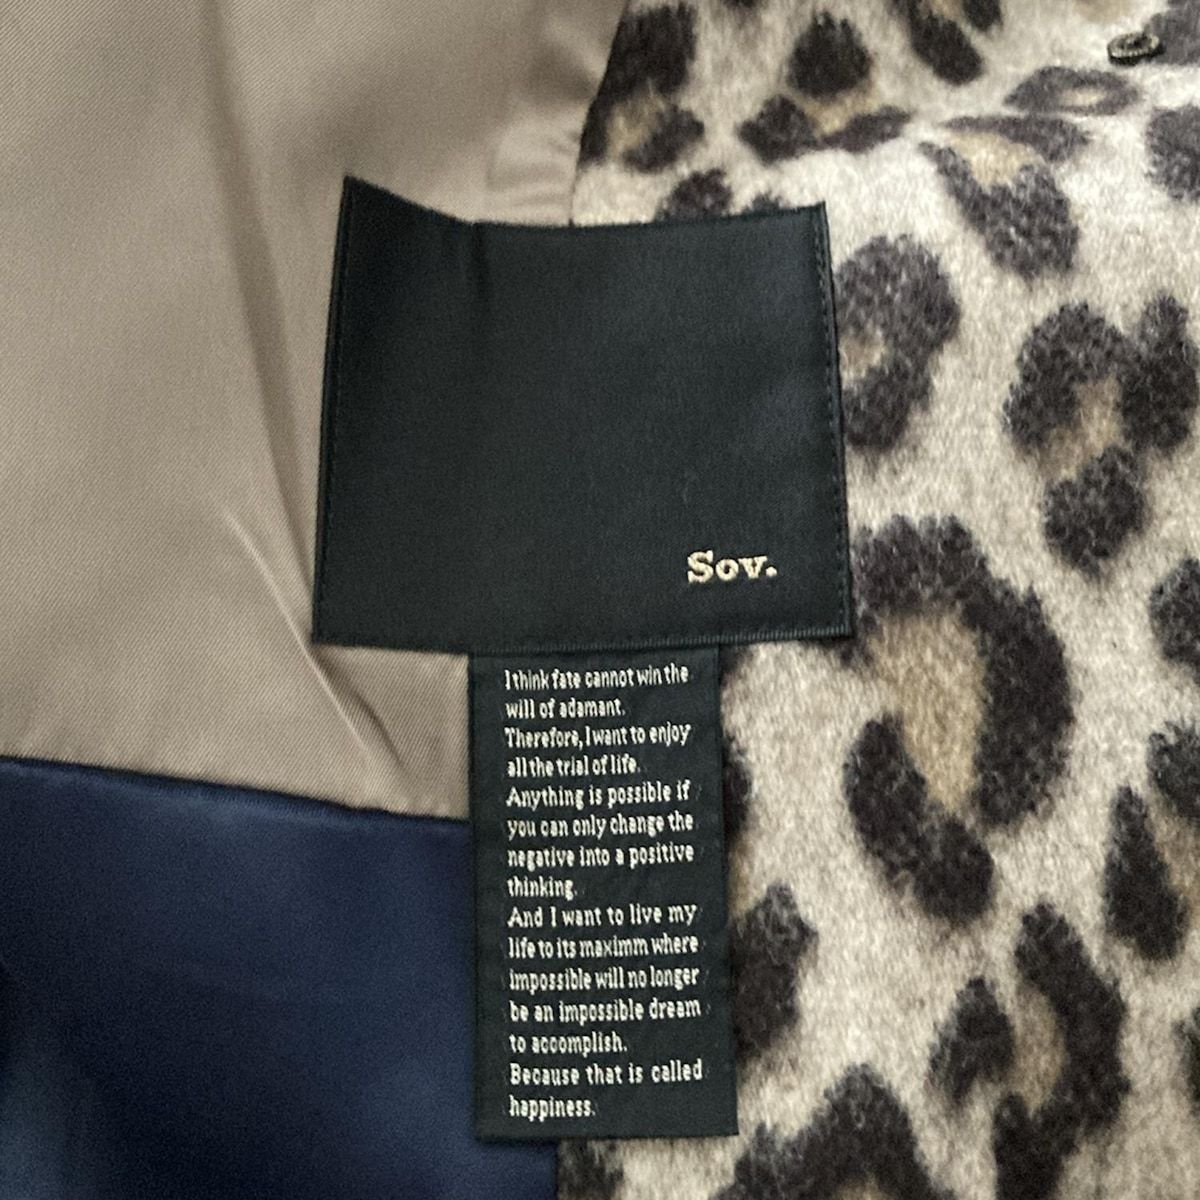 Sov.
I think fate cannot win the
will of adamant.
Therefore, I want to enjoy
all the trial of life.
Anything is possible if
you can only change the
negative into a positive
thinking.
And I want to live my
life to its maximm where
impossible will no longer
be an impossible dream
to accomplish.
Because that is called
happiness.